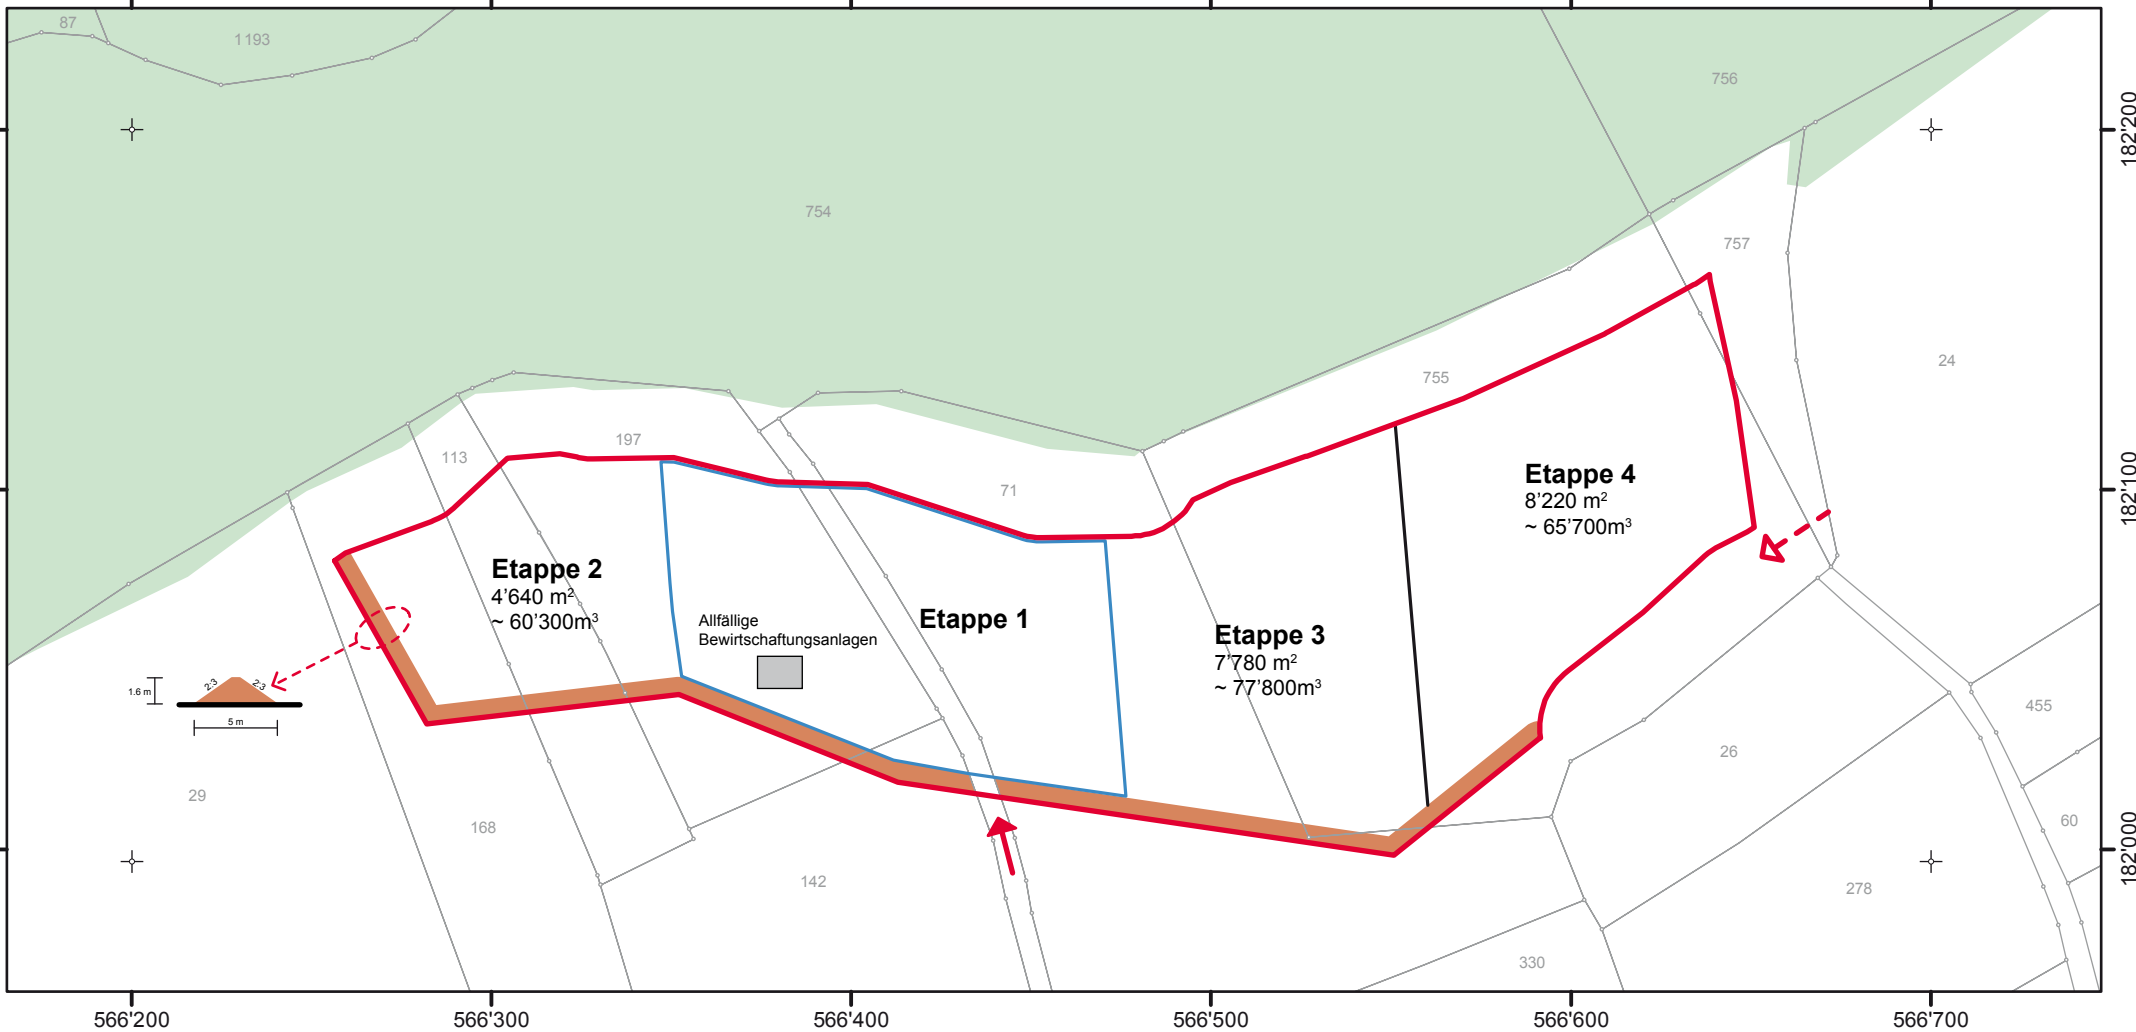 87
1193
756
182'200
754
757
24
755
197
113
71
Etappe 4
8'220 m²
~ 65'700m³
182'100
Etappe 2
4'640 m²
~ 60'300m³
Allfällige
Bewirtschaftungsanlagen
Etappe 1
Etappe 3
7'780 m²
~ 77'800m³
1.6 m
2:3
2:3
5 m
455
26
29
168
60
142
278
182'000
330
566'200
566'300
566'400
566'500
566'600
566'700